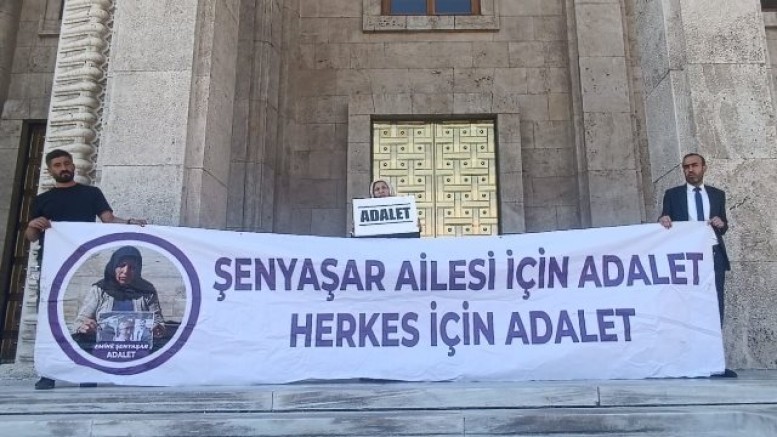 ADALET
ŞENYAŞAR AİLESİ İÇİN ADALET
HERKES İÇİN ADALET
EMİNE ŞENYAŞAR
ADALET